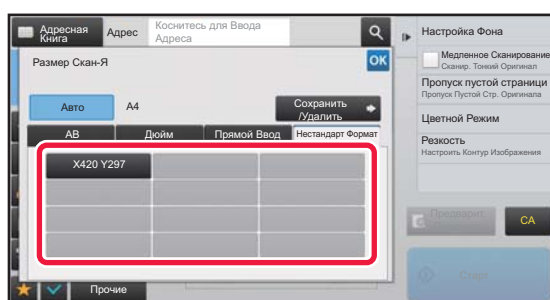 Адресная
Книга
Адрес
Коснитесь для Ввода
Адреса
Размер Скан-Я
OK
Авто
A4
Сохранить
/Удалить
AB
Дюйм
Прямой Ввод
Нестандарт Формат
X420 Y297
Прочие
Настройка Фона
Медленное Сканирование
Сканир. Тонкий Оригинал
Пропуск пустой страници
Пропуск Пустой Стр. Оригинала
Цветной Режим
Резкость
Настроить Контур Изображения
Предварит.
CA
Старт